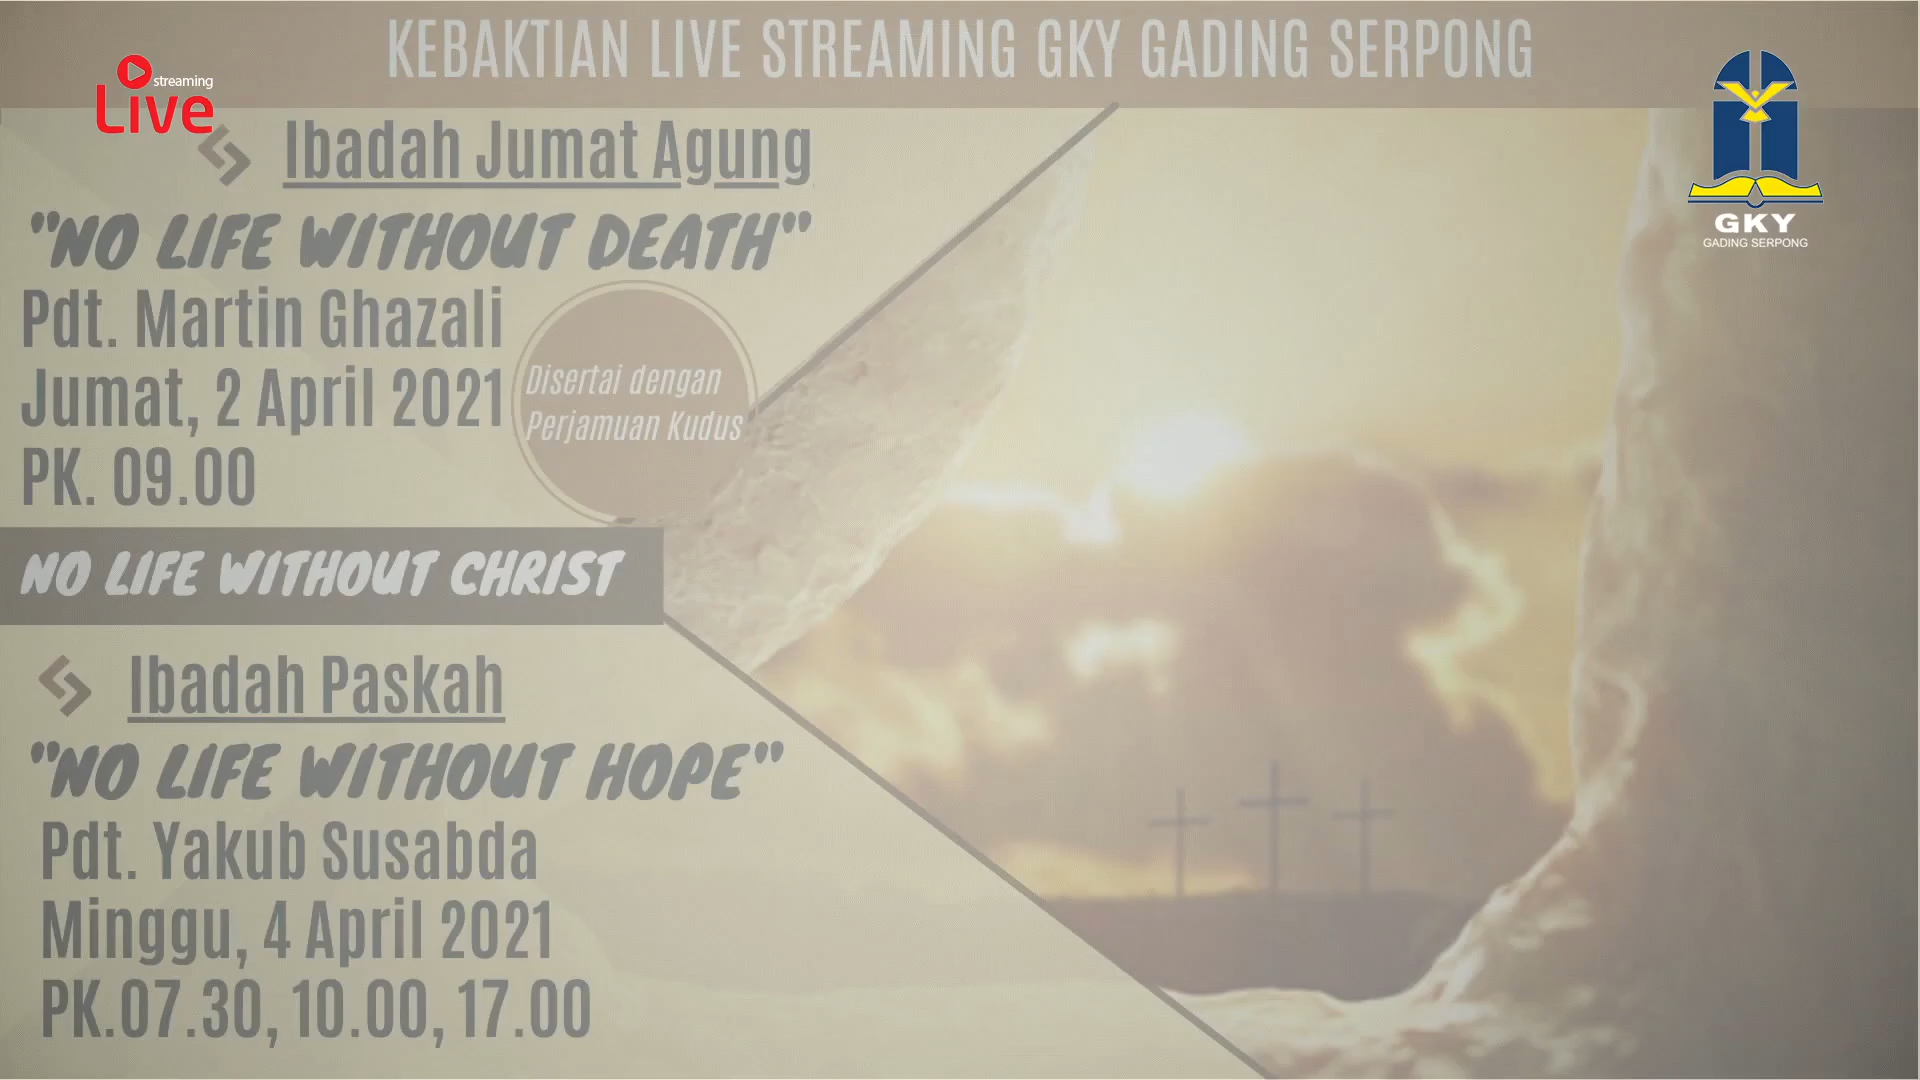 KEBAKTIAN LIVE STREAMING GKY GADING SERPONG
streaming
Live
GKY
GADING SERPONG
Ibadah Jumat Agung
"NO LIFE WITHOUT DEATH"
Pdt. Martin Ghazali
Jumat, 2 April 2021
PK. 09.00
Disertai dengan
Perjamuan Kudus
NO LIFE WITHOUT CHRIST
Ibadah Paskah
"NO LIFE WITHOUT HOPE"
Pdt. Yakub Susabda
Minggu, 4 April 2021
PK.07.30, 10.00, 17.00